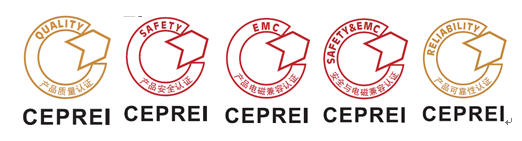 QUALITY
产品质量认证
CEPREI
SAFETY
产品安全认证
CEPREI
EMC
产品电磁兼容认证
CEPREI
SAFETY&EMC
安全与电磁兼容认证
CEPREI
RELIABILITY
产品可靠性认证
CEPREI